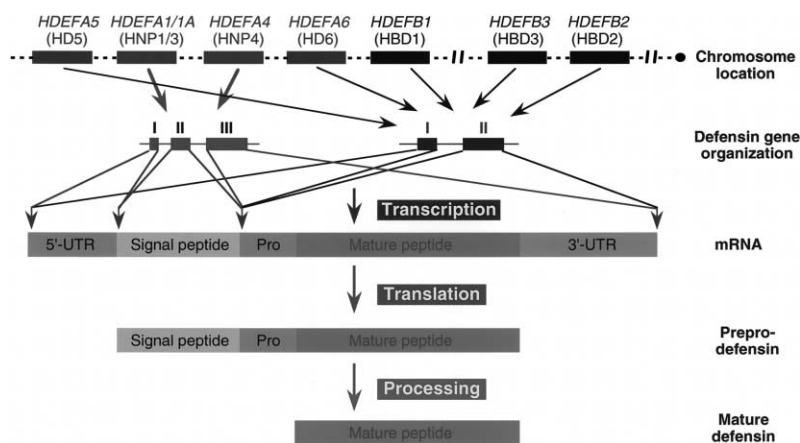 HDEFA5 HDEFA1/1A HDEFA4 HDEFA6 HDEFB1 HDEFB3 HDEFB2
(HD5) (HNP1/3) (HNP4) (HD6) (HBD1) (HBD3) (HBD2)
Chromosome
location
I II III I II
Defensin gene
organization
Transcription
5'-UTR Signal peptide Pro Mature peptide 3'-UTR mRNA
Translation
Signal peptide Pro Mature peptide
Prepro-
defensin
Processing
Mature peptide
Mature
defensin